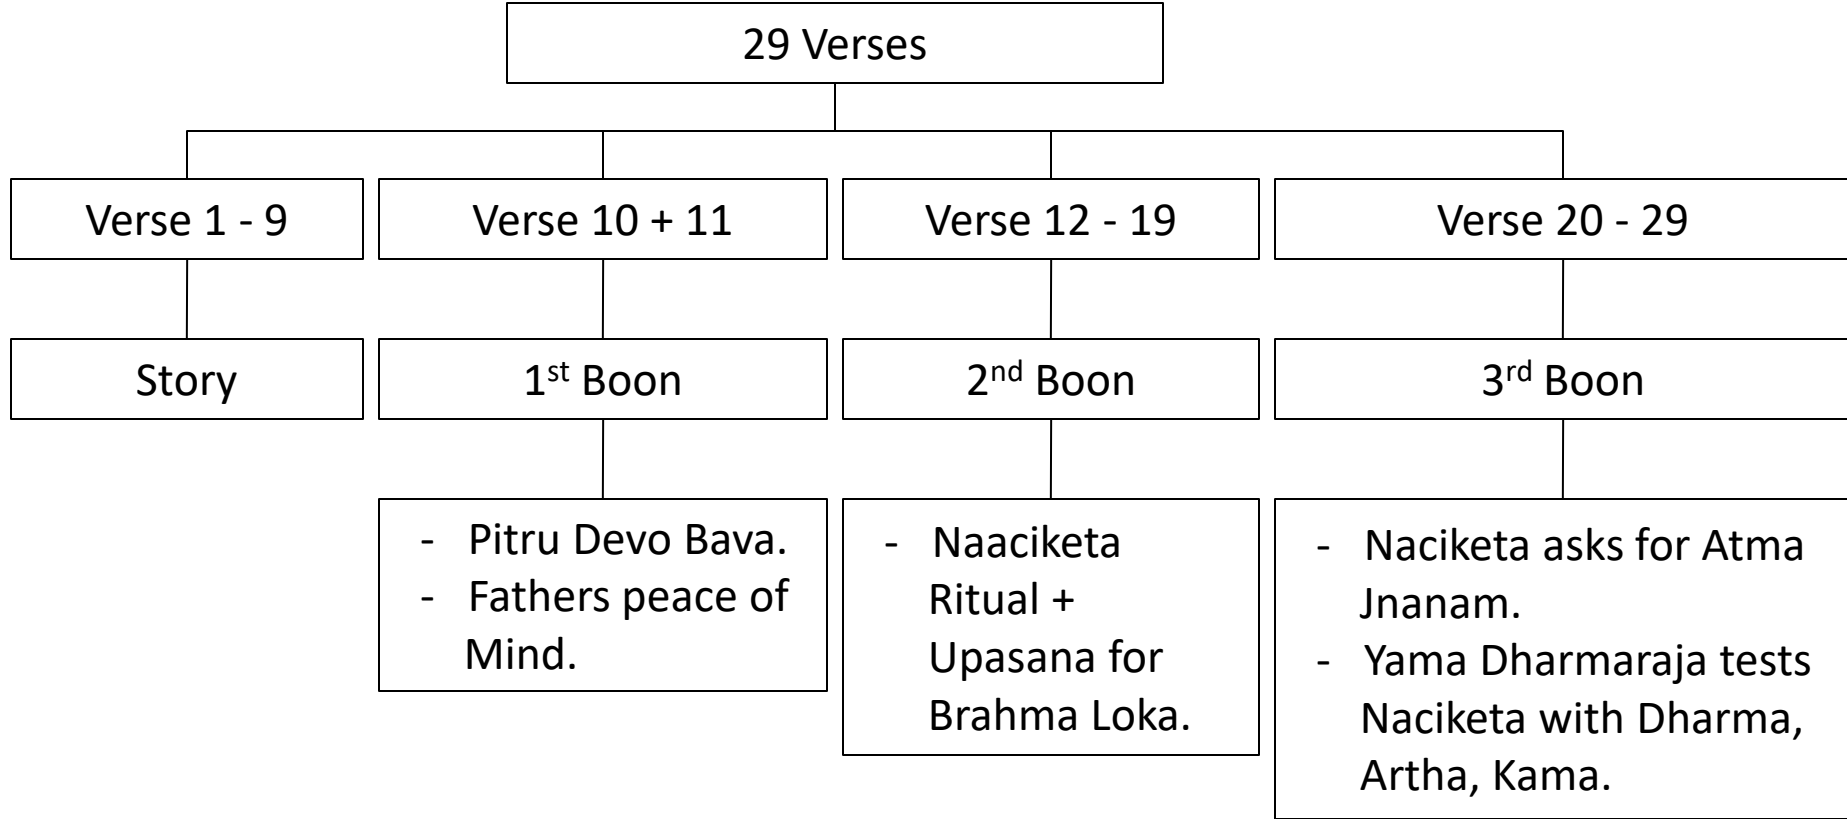 29 Verses
Verse 1 - 9
Verse 10 + 11
Verse 12 - 19
Verse 20 - 29
Story
1st Boon
2nd Boon
3rd Boon
- Pitru Devo Bava.
- Fathers peace of
Mind.
- Naaciketa
Ritual +
Upasana for
Brahma Loka.
- Naciketa asks for Atma
Jnanam.
- Yama Dharmaraja tests
Naciketa with Dharma,
Artha, Kama.